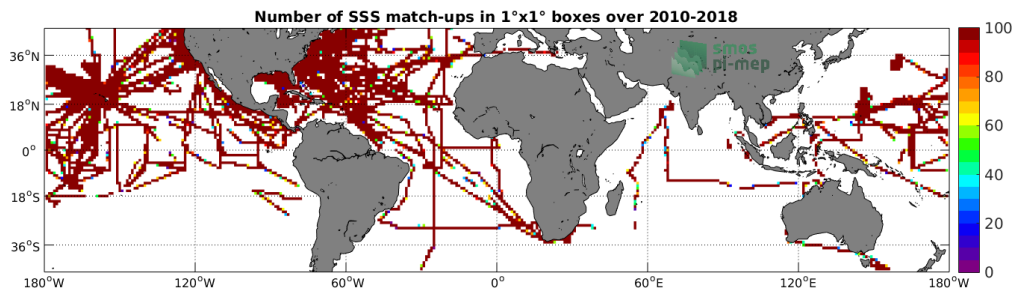 Number of SSS match-ups in 1°x1° boxes over 2010-2018
smos
pi-mep
36°N
18°N
0°
18°S
36°S
180°W
120°W
60°W
0°
60°E
120°E
180°W
100
80
60
40
20
0